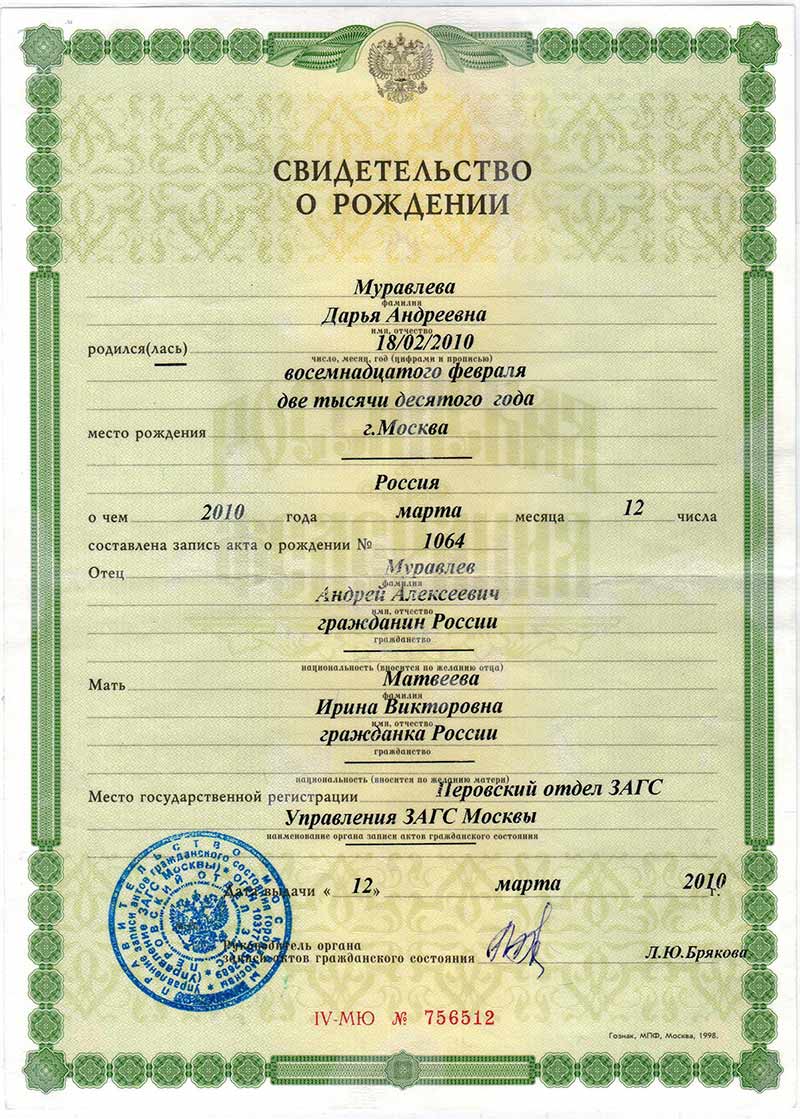 СВИДЕТЕЛЬСТВО
О РОЖДЕНИИ
Муравлева
фамилия
Дарья Андреевна
имя, отчество
родился(лась) 18/02/2010
число, месяц, год (цифрами и прописью)
восемнадцатого февраля
две тысячи десятого года
место рождения г.Москва
Россия
о чем 2010 года марта месяца 12 числа
составлена запись акта о рождении № 1064
Отец Муравлев
фамилия
Андрей Алексеевич
имя, отчество
гражданин России
гражданство
национальность (вносится по желанию отца)
Мать Матвеева
фамилия
Ирина Викторовна
имя, отчество
гражданка России
гражданство
национальность (вносится по желанию матери)
Место государственной регистрации Перовский отдел ЗАГС
Управления ЗАГС Москвы
наименование органа записи актов гражданского состояния
Дата выдачи « 12 » марта 2010 г.
Руководитель органа
записи актов гражданского состояния Л.Ю.Брякова
IV-МЮ № 756512
Гознак, МПФ, Москва, 1998.